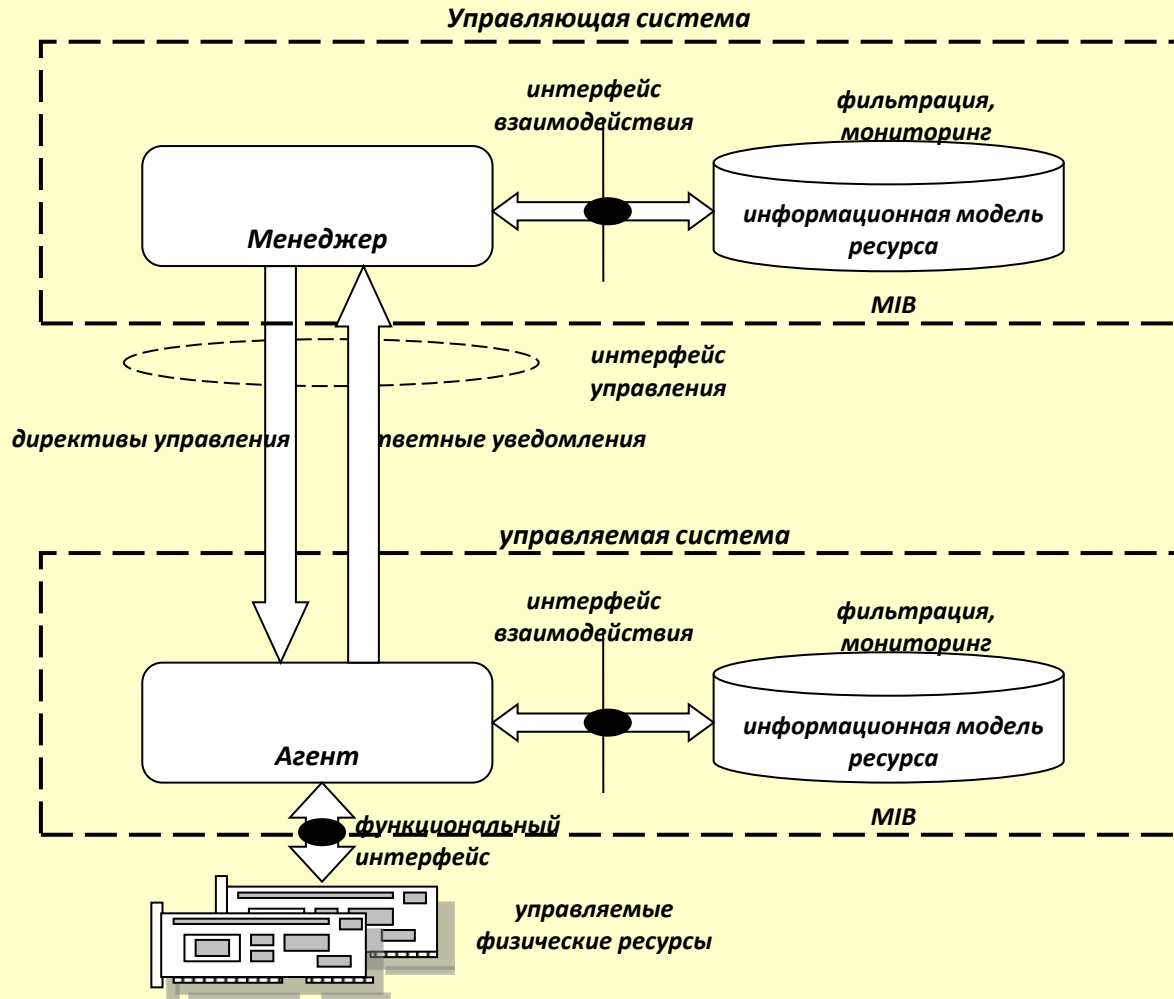 Управляющая система
интерфейс
взаимодействия
фильтрация,
мониторинг
Менеджер
информационная модель
ресурса
MIB
интерфейс
управления
директивы управления
тветные уведомления
управляемая система
интерфейс
взаимодействия
фильтрация,
мониторинг
Агент
информационная модель
ресурса
MIB
функциональный
интерфейс
управляемые
физические ресурсы